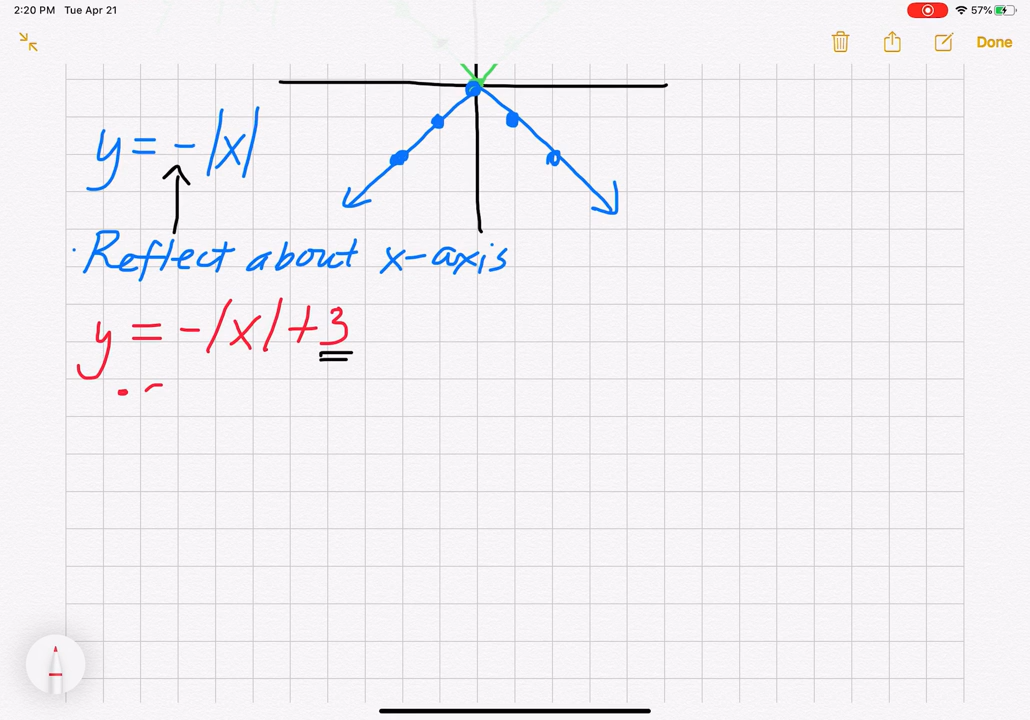 2:20 PM Tue Apr 21
57%
Done
y = -|x|
· Reflect about x-axis
y = -|x| + 3